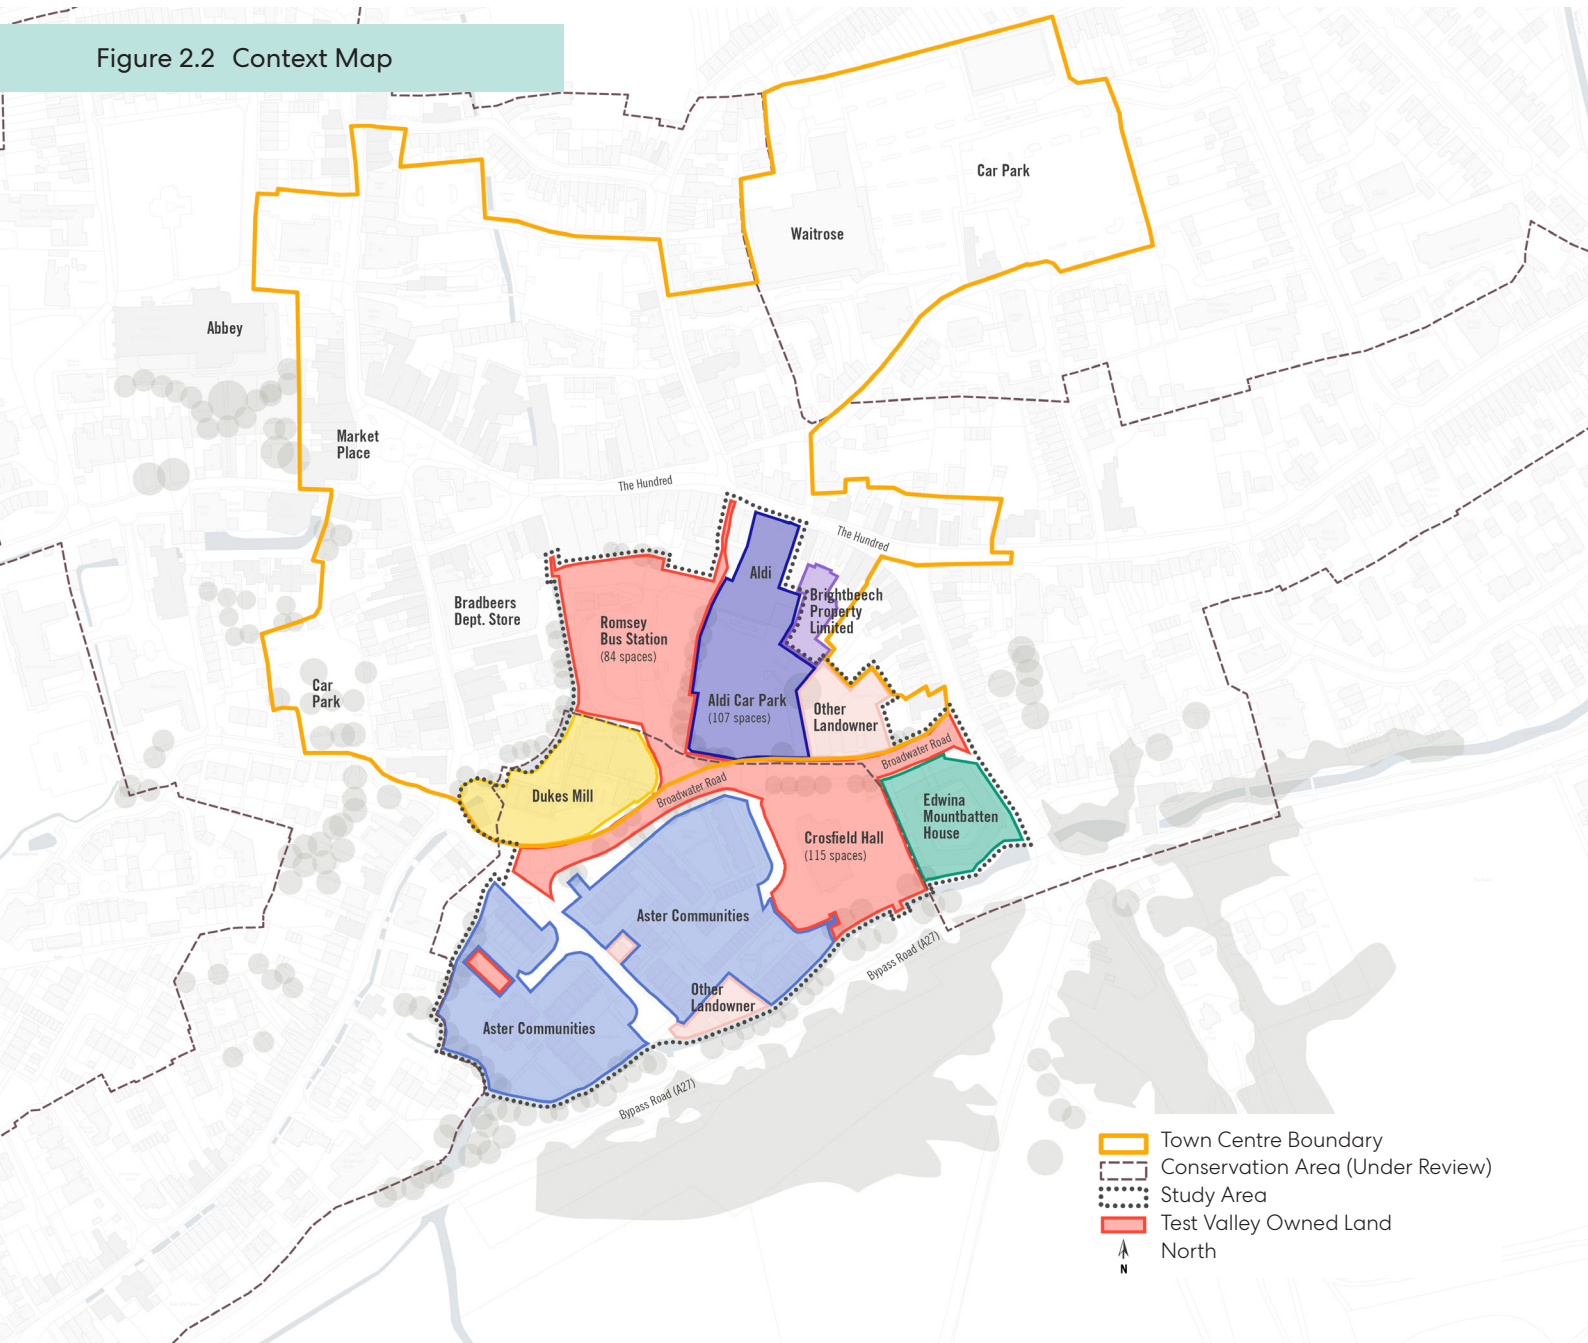 Figure 2.2 Context Map
Car Park
Waitrose
Abbey
Market
Place
The Hundred
The Hundred
Aldi
Bradbeers
Dept. Store
Brightbeech
Property
Limited
Romsey
Bus Station
(84 spaces)
Car
Park
Aldi Car Park
(107 spaces)
Other
Landowner
Broadwater Road
Broadwater Road
Dukes Mill
Edwina
Mountbatten
House
Crosfield Hall
(115 spaces)
Aster Communities
Bypass Road (A27)
Other
Landowner
Aster Communities
Bypass Road (A27)
Town Centre Boundary
Conservation Area (Under Review)
Study Area
Test Valley Owned Land
North
N